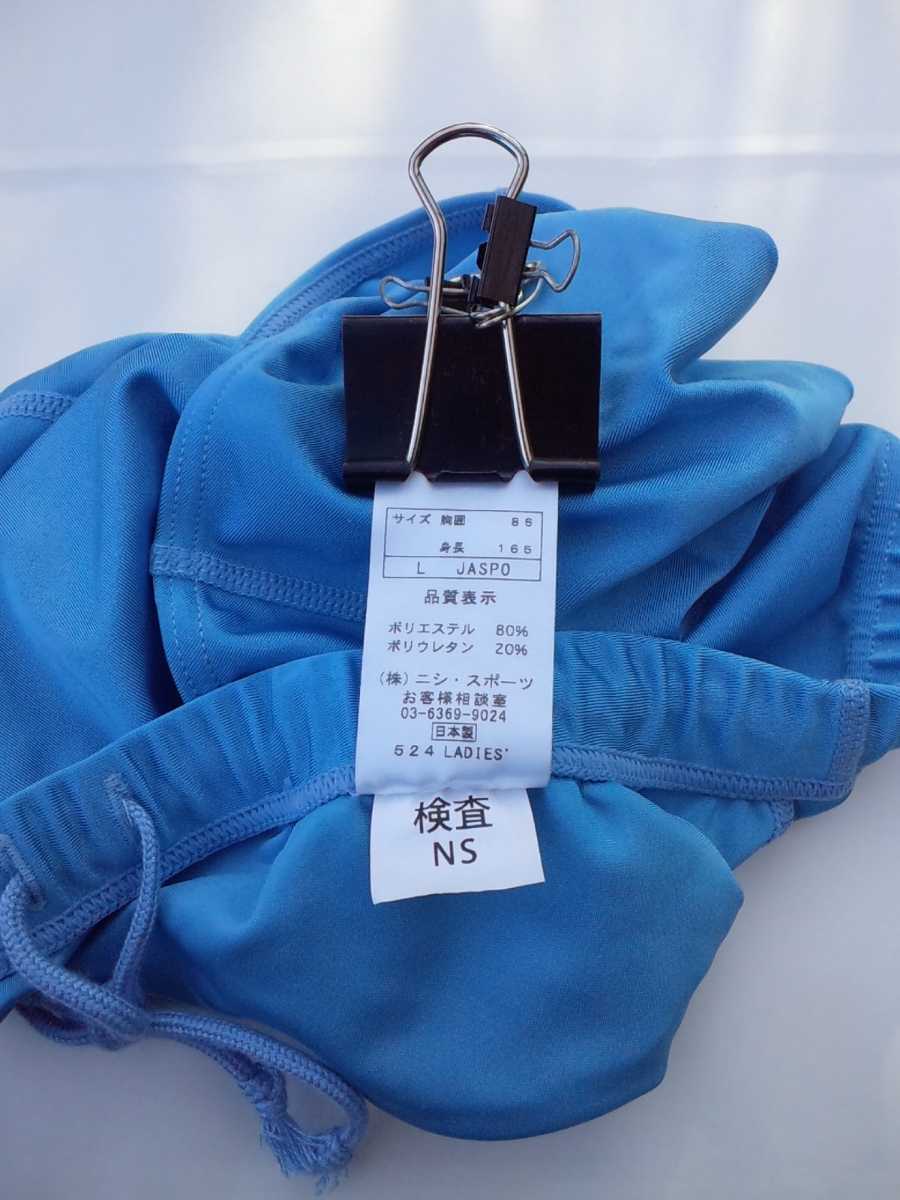 サイズ 胸囲 86
身長 165
L JASPO
品質表示
ポリエステル 80%
ポリウレタン 20%
(株)ニシ・スポーツ
お客様相談室
03-6369-9024
日本製
524 LADIES'
検査
NS